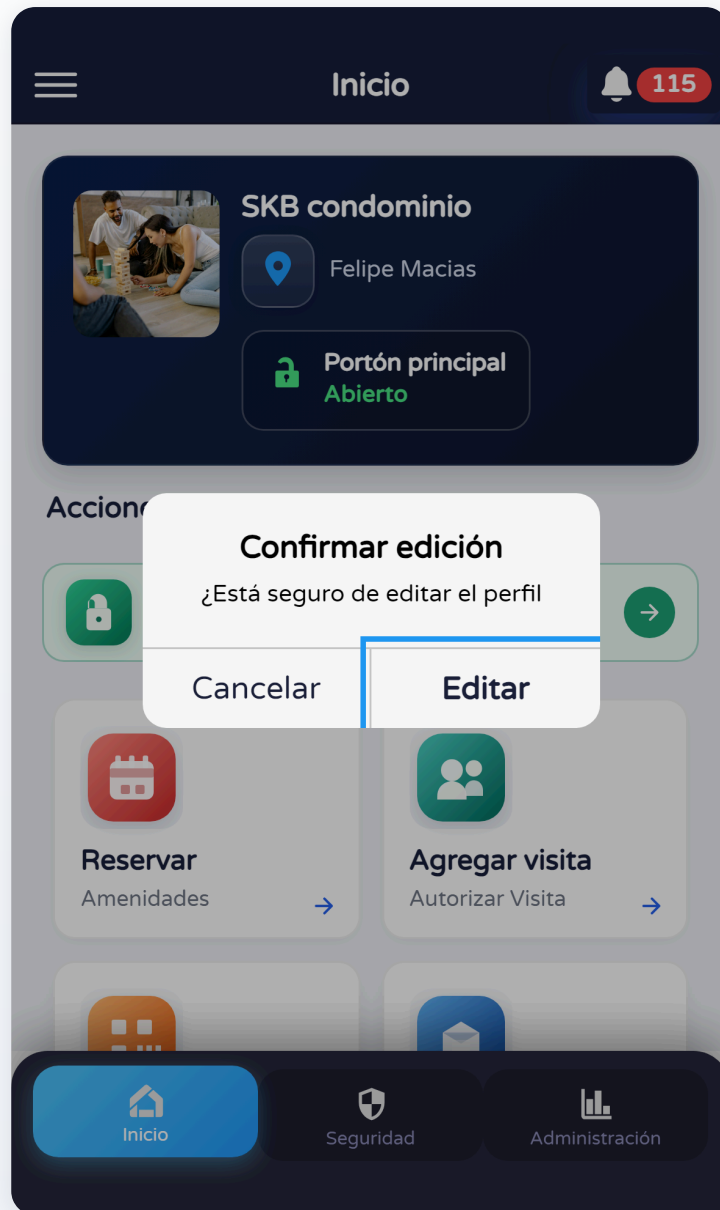 Inicio
115
SKB condominio
Felipe Macias
Portón principal
Abierto
Confirmar edición
¿Está seguro de editar el perfil
Cancelar
Editar
Reservar
Amenidades
Agregar visita
Autorizar Visita
Inicio
Seguridad
Administración